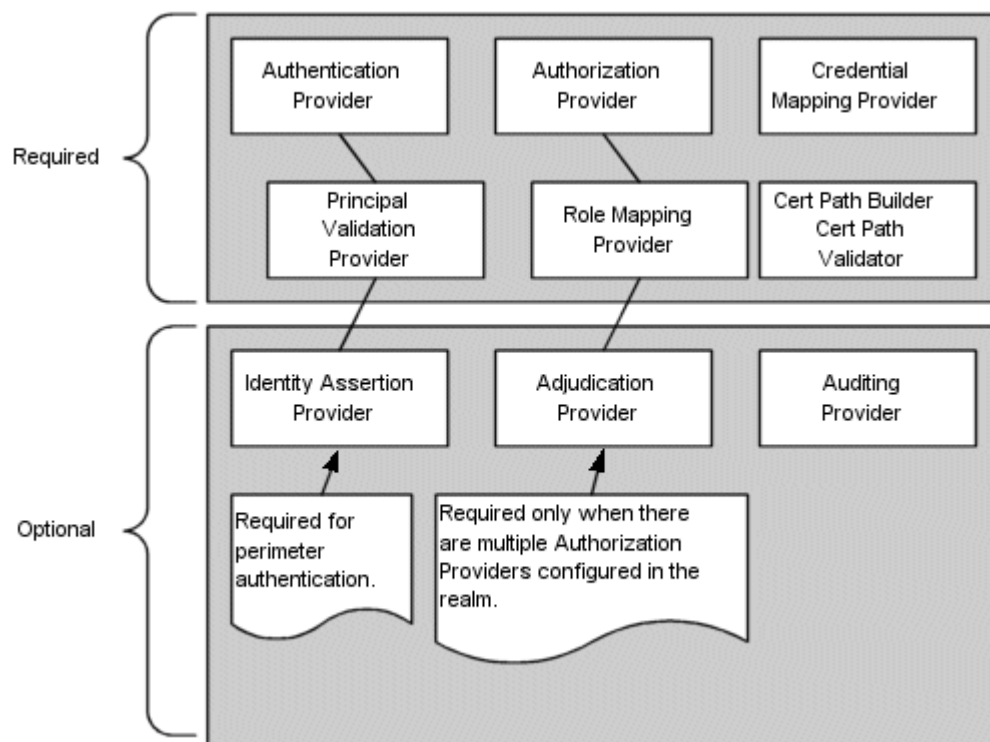 Required
Authentication
Provider
Authorization
Provider
Credential
Mapping Provider
Principal
Validation
Provider
Role Mapping
Provider
Cert Path Builder
Cert Path
Validator
Optional
Identity Assertion
Provider
Adjudication
Provider
Auditing
Provider
Required for
perimeter
authentication.
Required only when there
are multiple Authorization
Providers configured in the
realm.